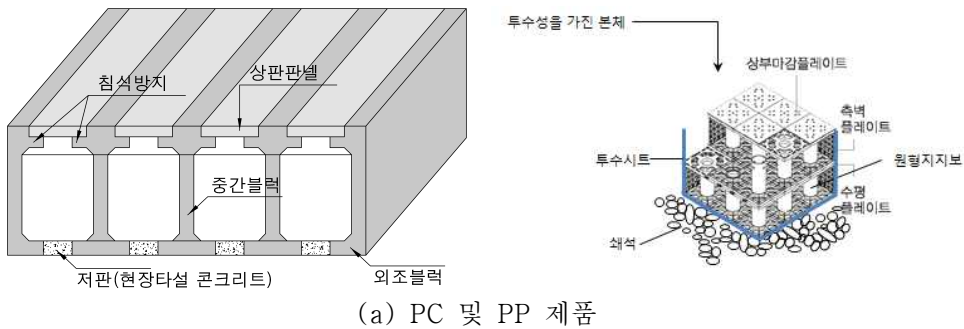 침석방지
상판판넬
중간블럭
저판(현장타설 콘크리트)
외조블럭
투수성을 가진 본체
상부마감플레이트
측벽
플레이트
투수시트
원형지지보
수평
플레이트
쇄석
(a) PC 및 PP 제품